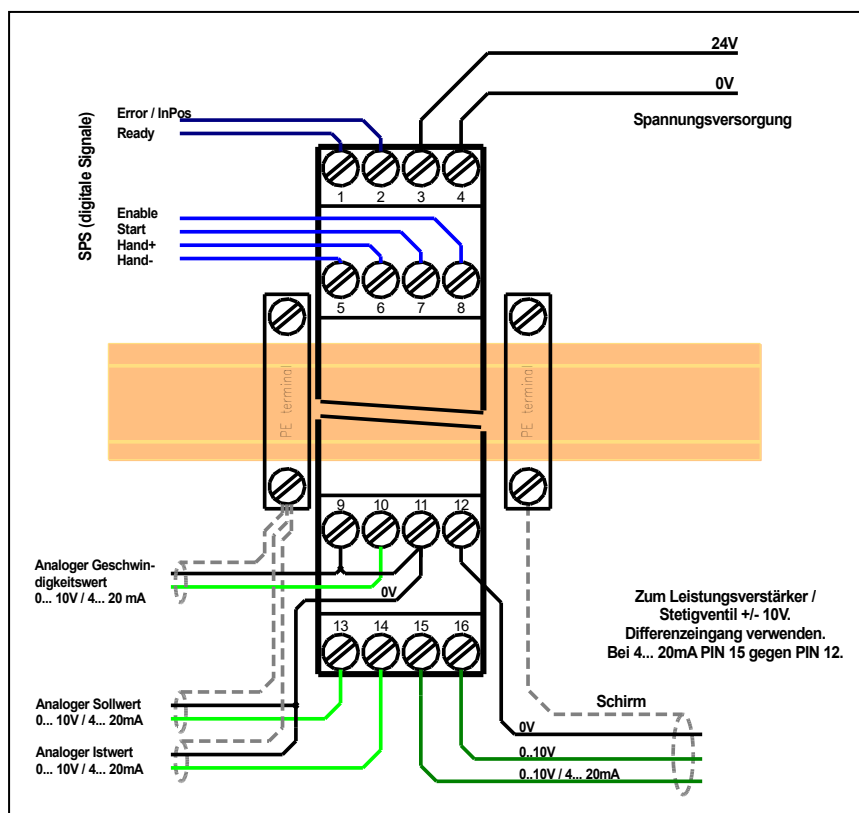 24V
0V
Spannungsversorgung
SPS (digitale Signale)
Error / InPos
Ready
1 2 3 4
Enable
Start
Hand+
Hand-
5 6 7 8
PE terminal
PE terminal
9 10 11 12
Analoger Geschwin-
digkeitswert
0... 10V / 4... 20 mA
0V
13 14 15 16
Zum Leistungsverstärker /
Stetigventil +/- 10V.
Differenzeingang verwenden.
Bei 4... 20mA PIN 15 gegen PIN 12.
Analoger Sollwert
0... 10V / 4... 20mA
Analoger Istwert
0... 10V / 4... 20mA
Schirm
0V
0..10V
0..10V / 4... 20mA